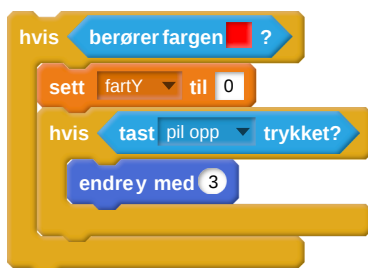 hvis berører fargen ?
sett fartY til 0
hvis tast pil opp trykket?
endre y med 3